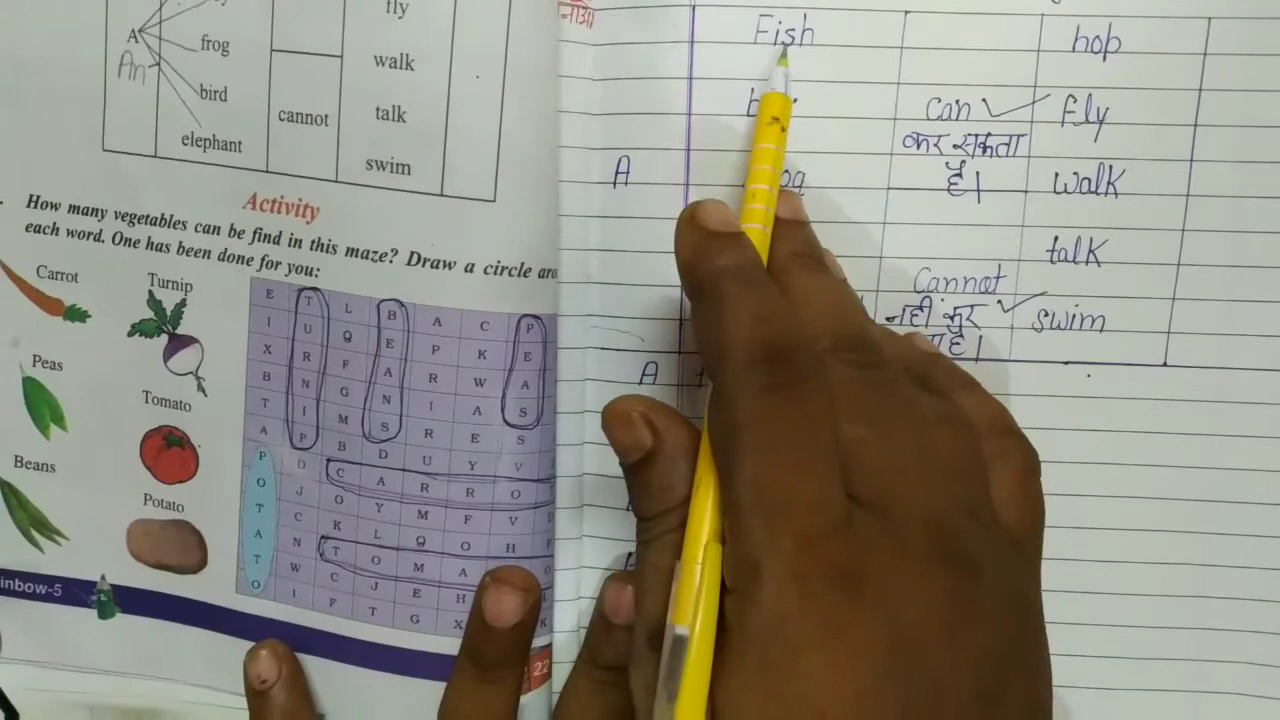 fly
A
frog
walk
An
bird
cannot
talk
elephant
swim
Activity
How many vegetables can be find in this maze? Draw a circle aro
each word. One has been done for you:
Carrot
Turnip
Peas
Tomato
Beans
Potato
E T L B A C P
I U Q E P K E
X R F A R W A
B N G N I A S
T I M S R E S
A P B D U Y V
P D C A R R O
O J O Y M F V
T C K L Q O H
A N T O M A O
T W C J E H L
O I F T G X K
inbow-5
22
Fish
hop
can
fly
कर सकता
है।
A
walk
talk
Cannot
नहीं कर
swim
है।
A